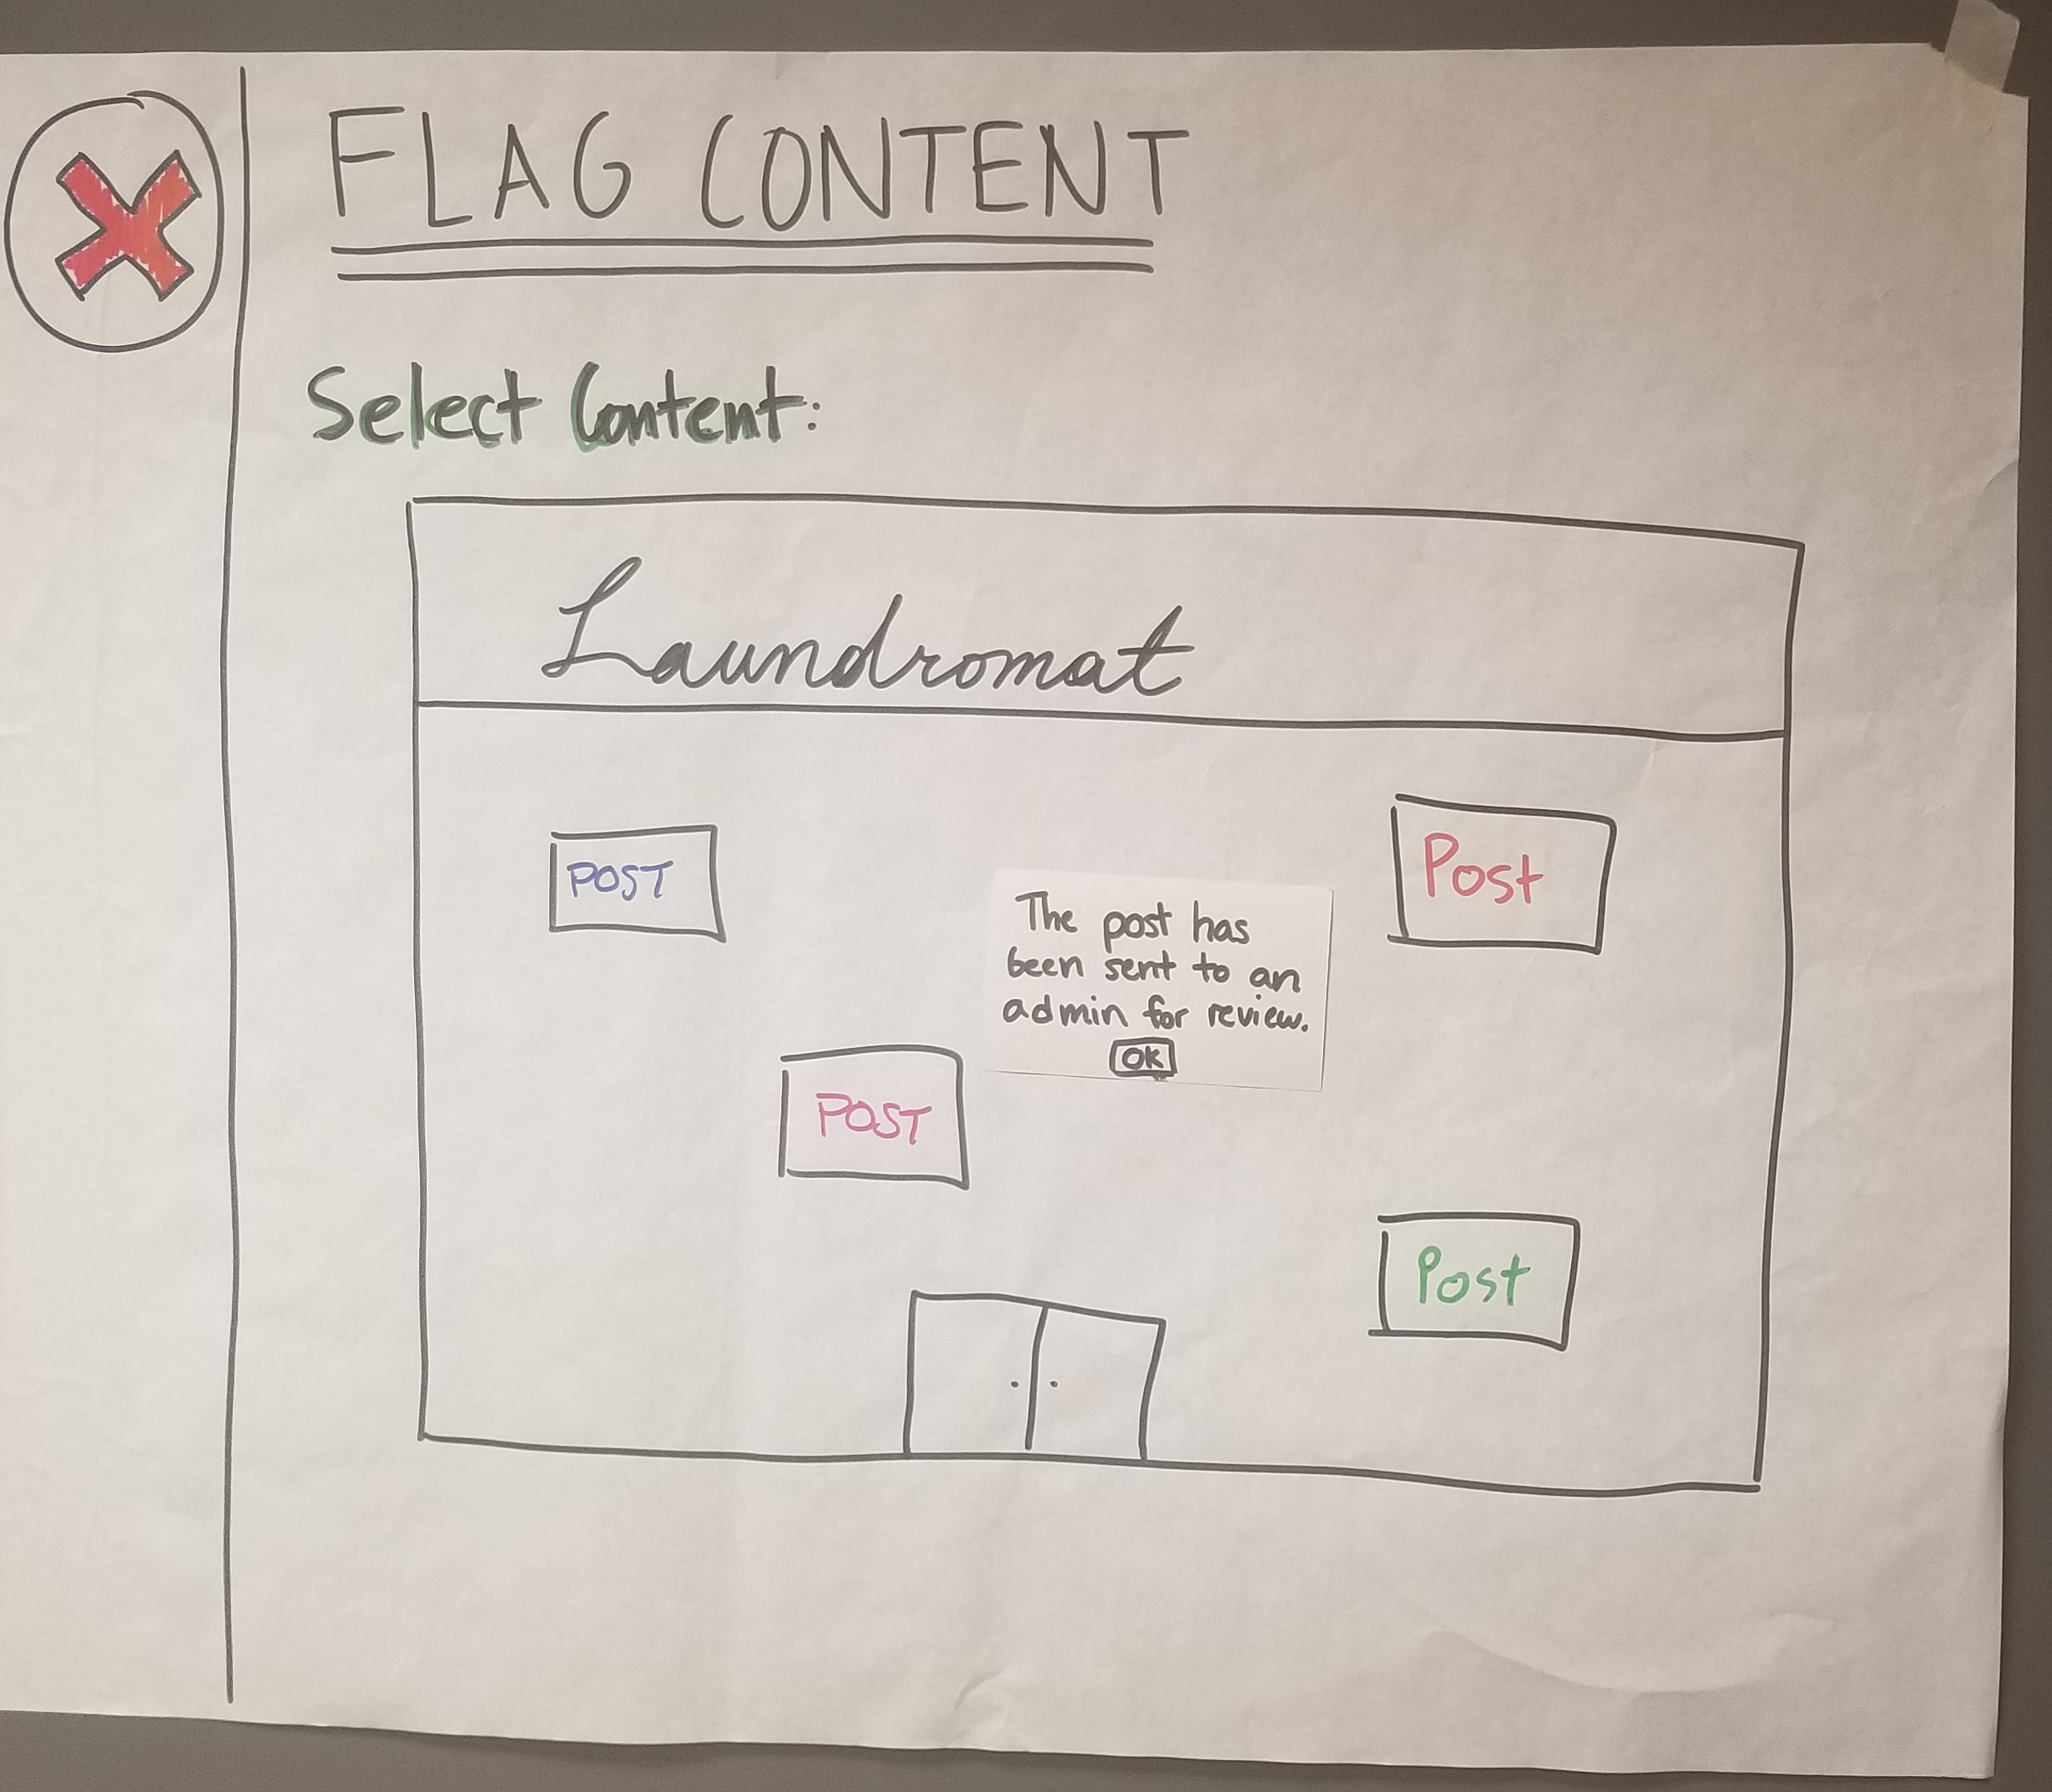 FLAG CONTENT
Select Content:
Laundromat
POST
Post
The post has
been sent to an
admin for review.
OK
POST
Post